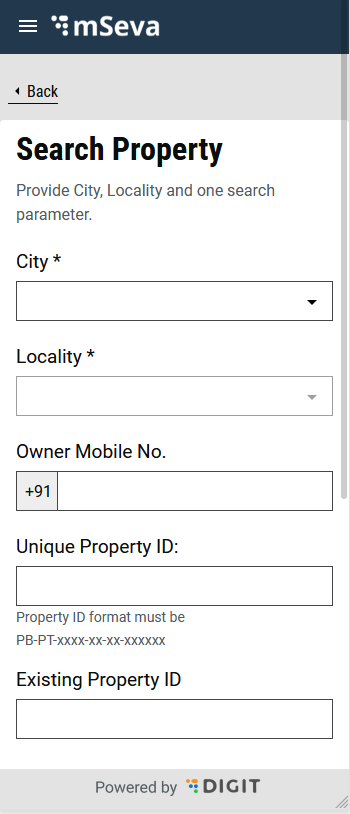 mSeva
Back
Search Property
Provide City, Locality and one search
parameter.
City *
Locality *
Owner Mobile No.
+91
Unique Property ID:
Property ID format must be
PB-PT-xxxx-xx-xx-xxxxxx
Existing Property ID
Powered by DIGIT